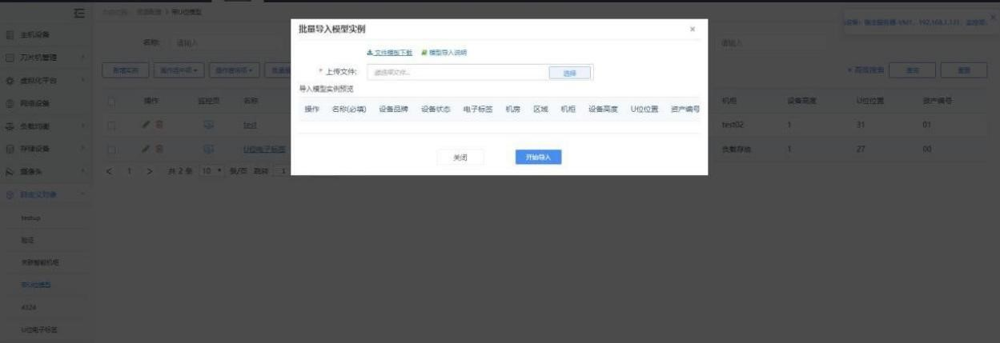 当前位置: 资源配置 > 带U位模型
主机设备
刀片机管理
虚拟化平台
网络设备
负载均衡
存储设备
摄像头
自定义对象
testup
验证
关联智能机柜
带U位模型
4324
U位电子标签
名称: 请输入
请输入
新增实例 操作选中项 操作查询项
高级搜索 查询 重置
操作 监控页 名称
机柜 设备高度 U位位置 资产编号
test
test02 1 31 01
U位电子标签
负载存放 1 27 00
< 1 > 共 2 条 10 条/页 跳转 1
批量导入模型实例 ×
文件模板下载 模型导入说明
* 上传文件: 请选择文件... 选择
导入模型实例预览
操作 名称(必填) 设备品牌 设备状态 电子标签 机房 区域 机柜 设备高度 U位位置 资产编号
关闭 开始导入